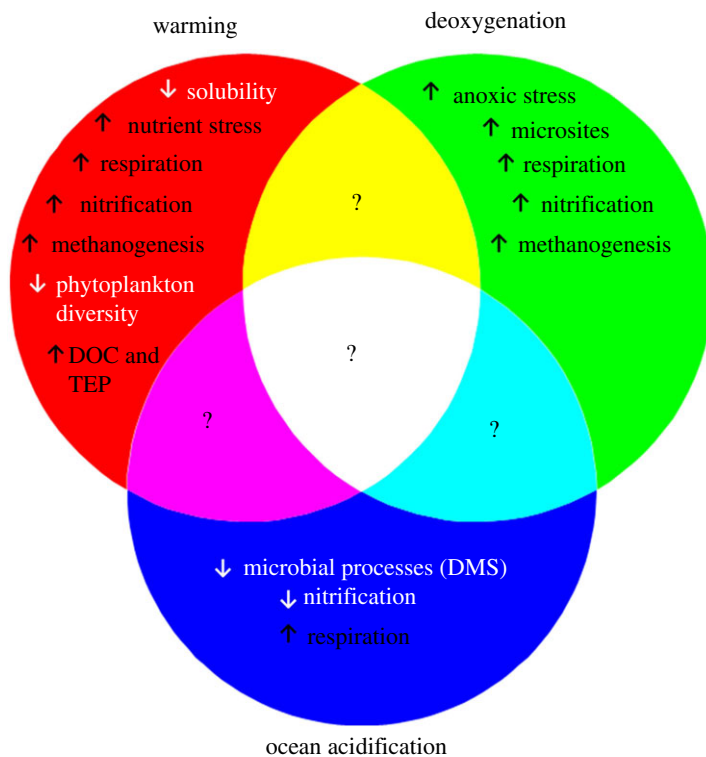 warming
deoxygenation
↓ solubility
↑ nutrient stress
↑ respiration
↑ nitrification
↑ methanogenesis
↓ phytoplankton
diversity
↑ DOC and
TEP
↑ anoxic stress
↑ microsites
↑ respiration
↑ nitrification
↑ methanogenesis
?
?
?
?
↓ microbial processes (DMS)
↓ nitrification
↑ respiration
ocean acidification